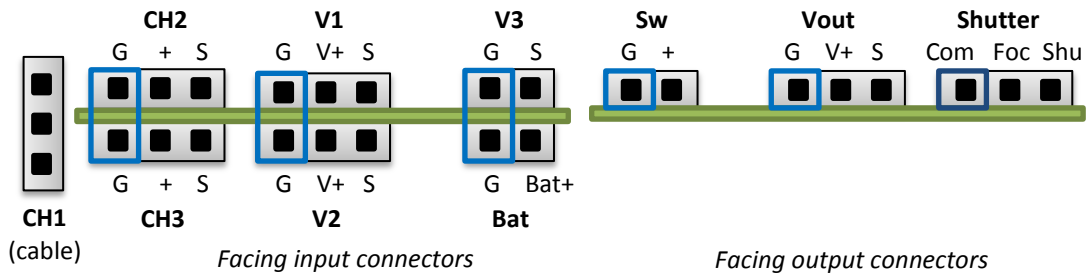 CH2 V1 V3 Sw Vout Shutter
G + S G V+ S G S G + G V+ S Com Foc Shu
G + S G V+ S G Bat+
CH1 CH3 V2 Bat
(cable) Facing input connectors Facing output connectors